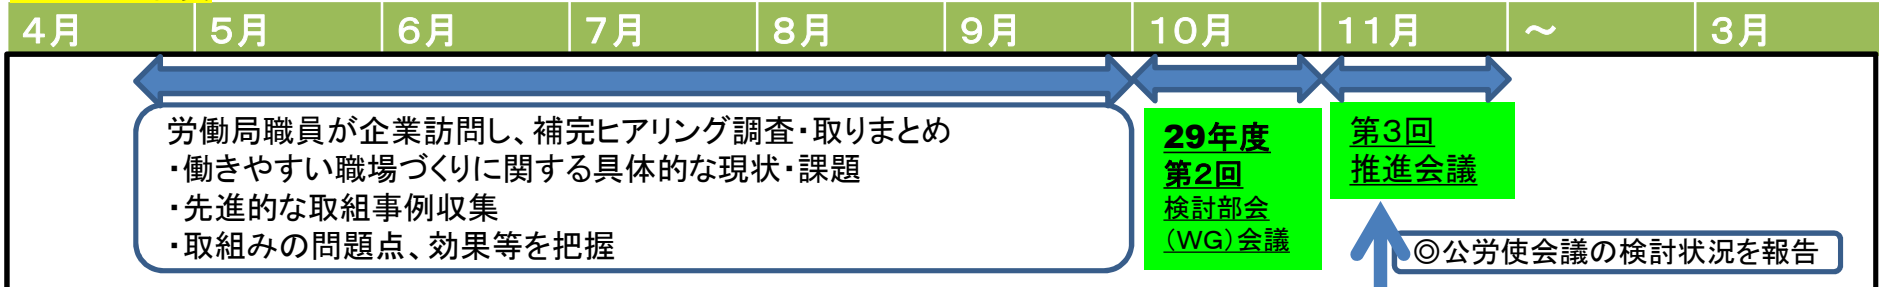 4月 5月 6月 7月 8月 9月 10月 11月 ～ 3月
労働局職員が企業訪問し、補完ヒアリング調査・取りまとめ
・働きやすい職場づくりに関する具体的な現状・課題
・先進的な取組事例収集
・取組みの問題点、効果等を把握
29年度
第2回
検討部会
(WG)会議
第3回
推進会議
◎公労使会議の検討状況を報告